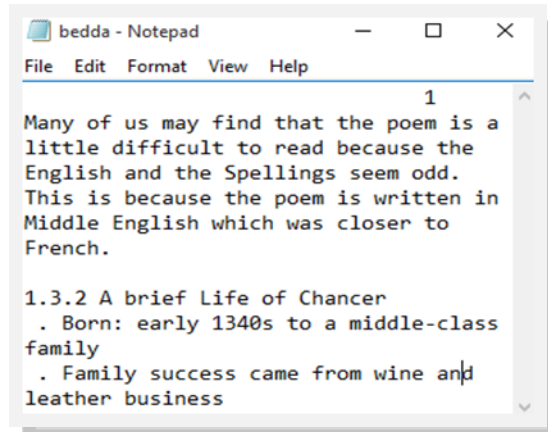 bedda - Notepad
File Edit Format View Help
1
Many of us may find that the poem is a
little difficult to read because the
English and the Spellings seem odd.
This is because the poem is written in
Middle English which was closer to
French.
1.3.2 A brief Life of Chancer
. Born: early 1340s to a middle-class
family
. Family success came from wine and
leather business